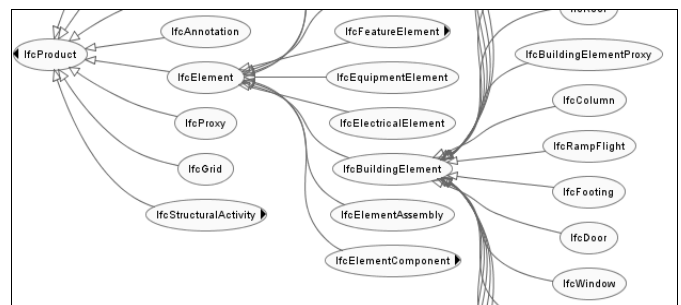 IfcAnnotation
IfcFeatureElement
IfcProduct
IfcBuildingElementProxy
IfcElement
IfcEquipmentElement
IfcColumn
IfcProxy
IfcElectricalElement
IfcRampFlight
IfcGrid
IfcBuildingElement
IfcFooting
IfcStructuralActivity
IfcElementAssembly
IfcDoor
IfcElementComponent
IfcWindow